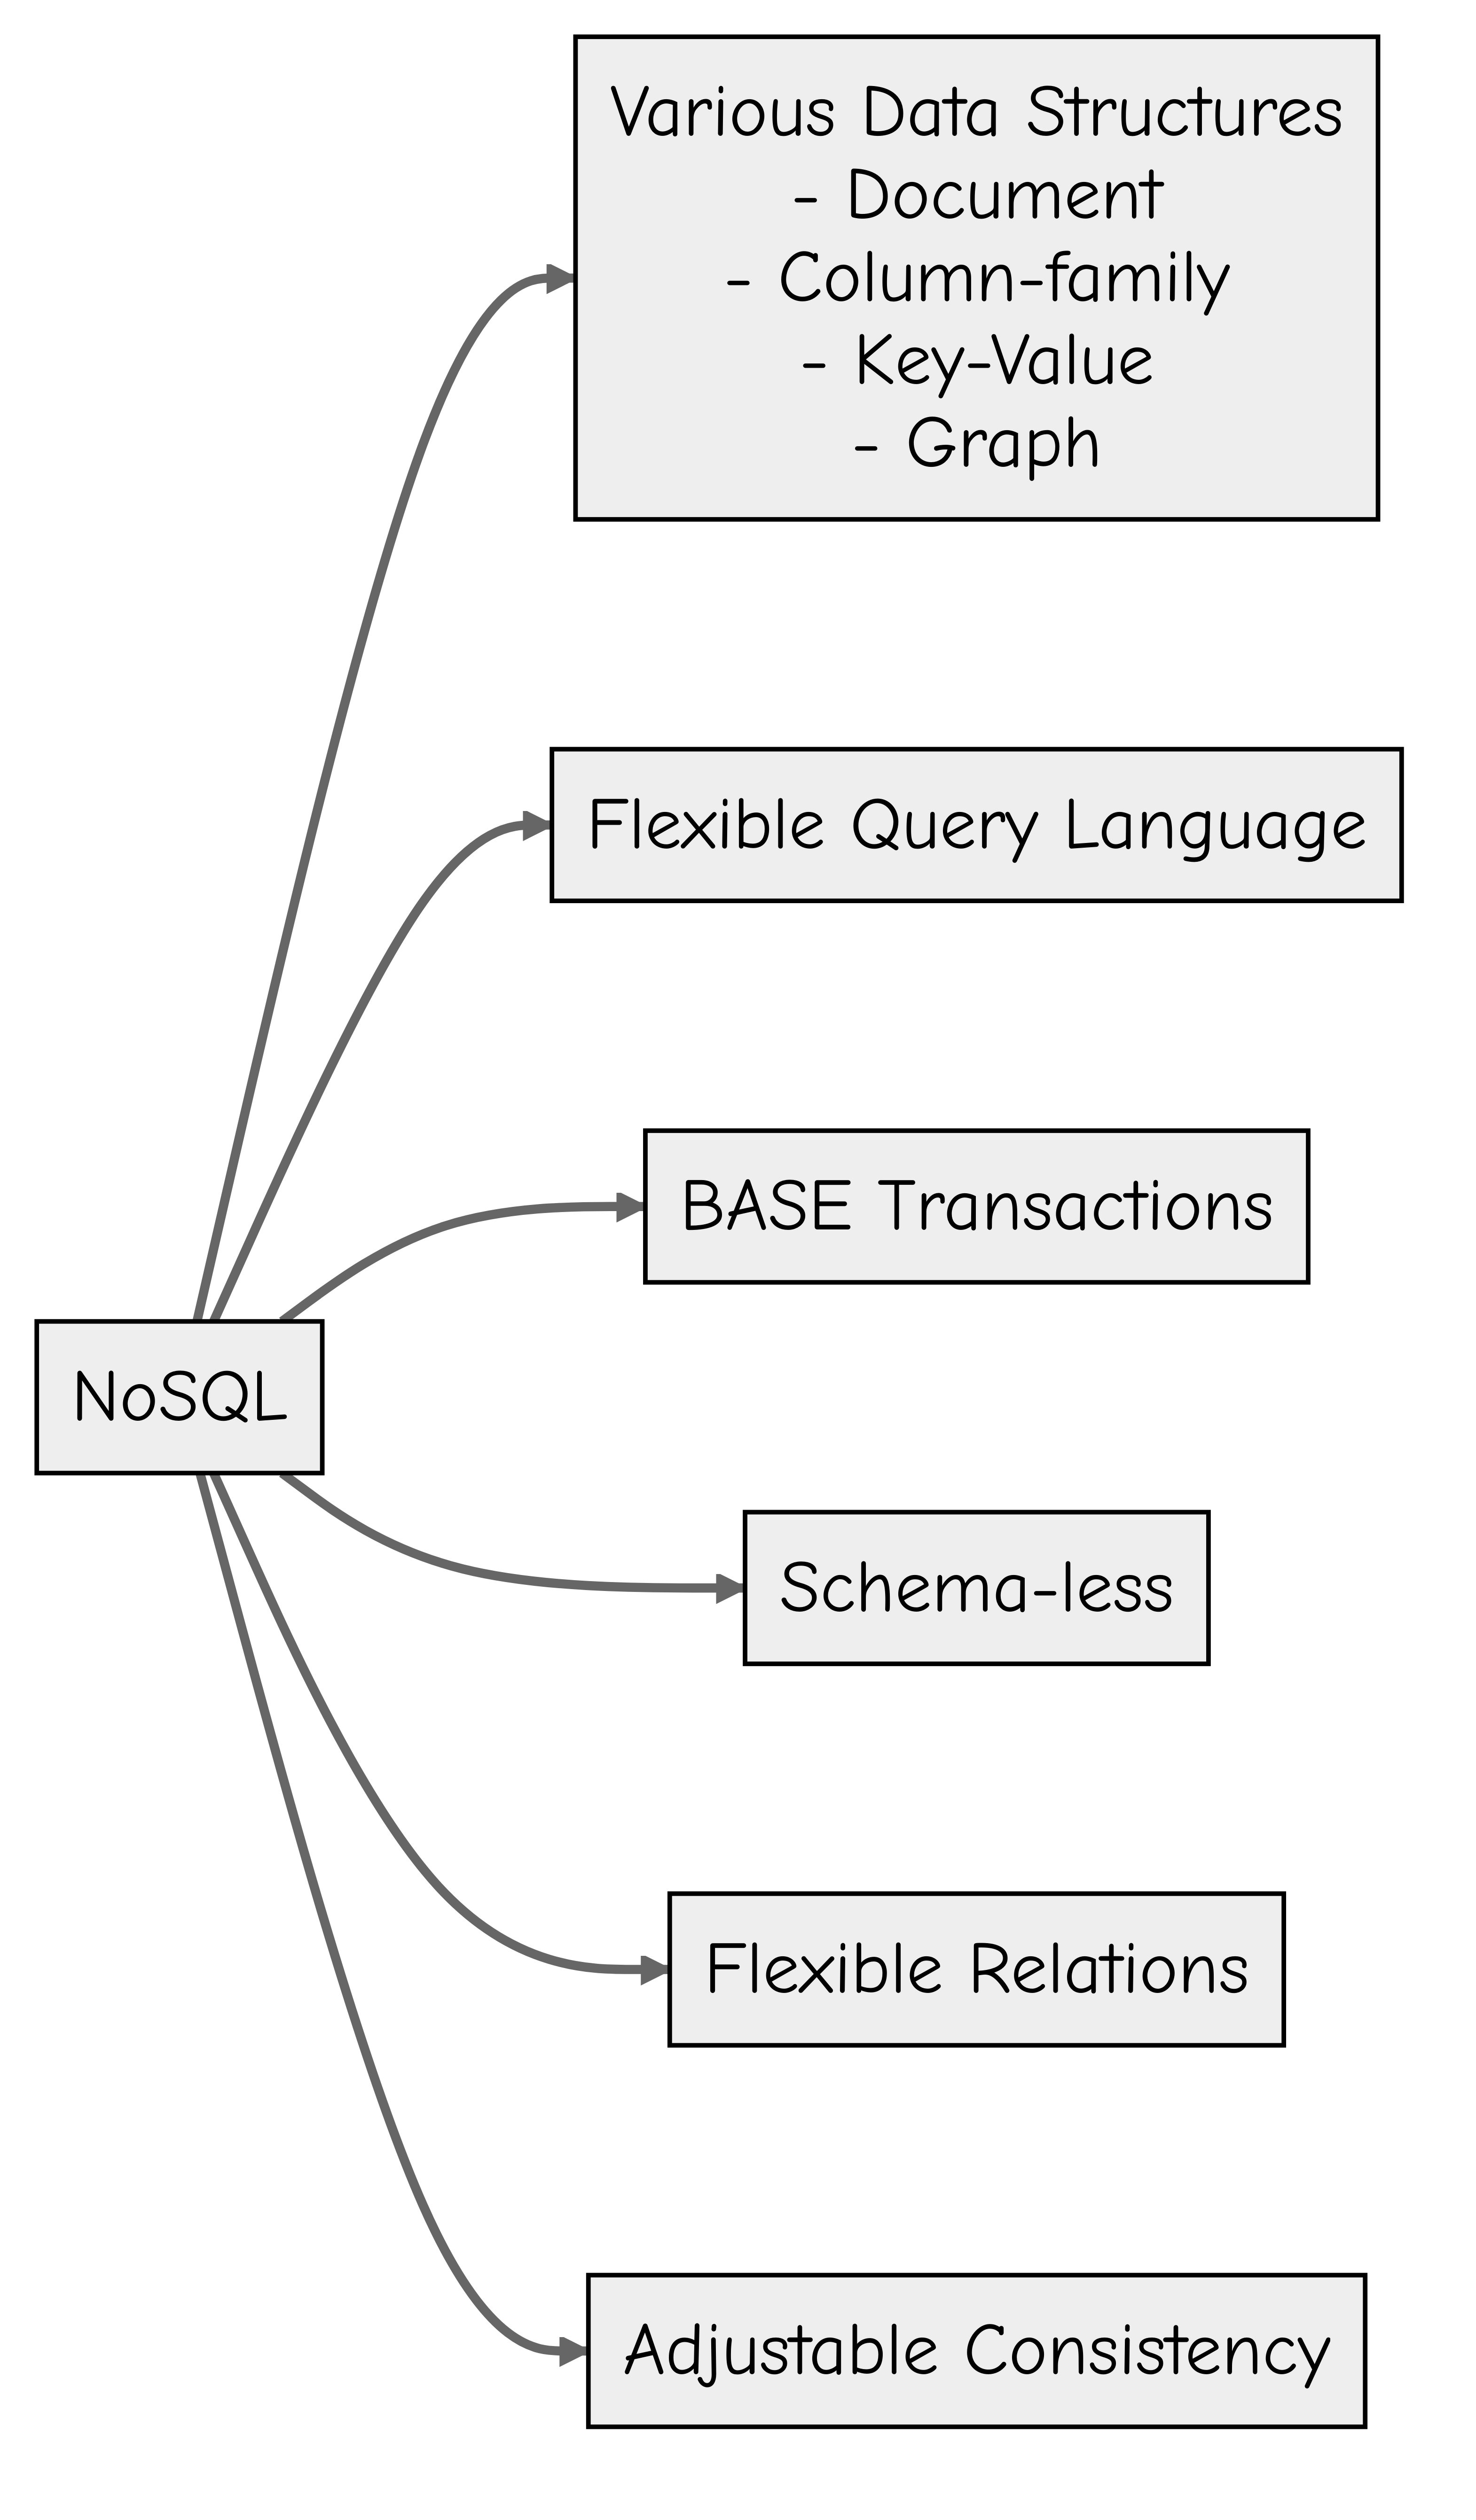 Various Data Structures
- Document
- Column-family
- Key-Value
- Graph
Flexible Query Language
BASE Transactions
NoSQL
Schema-less
Flexible Relations
Adjustable Consistency